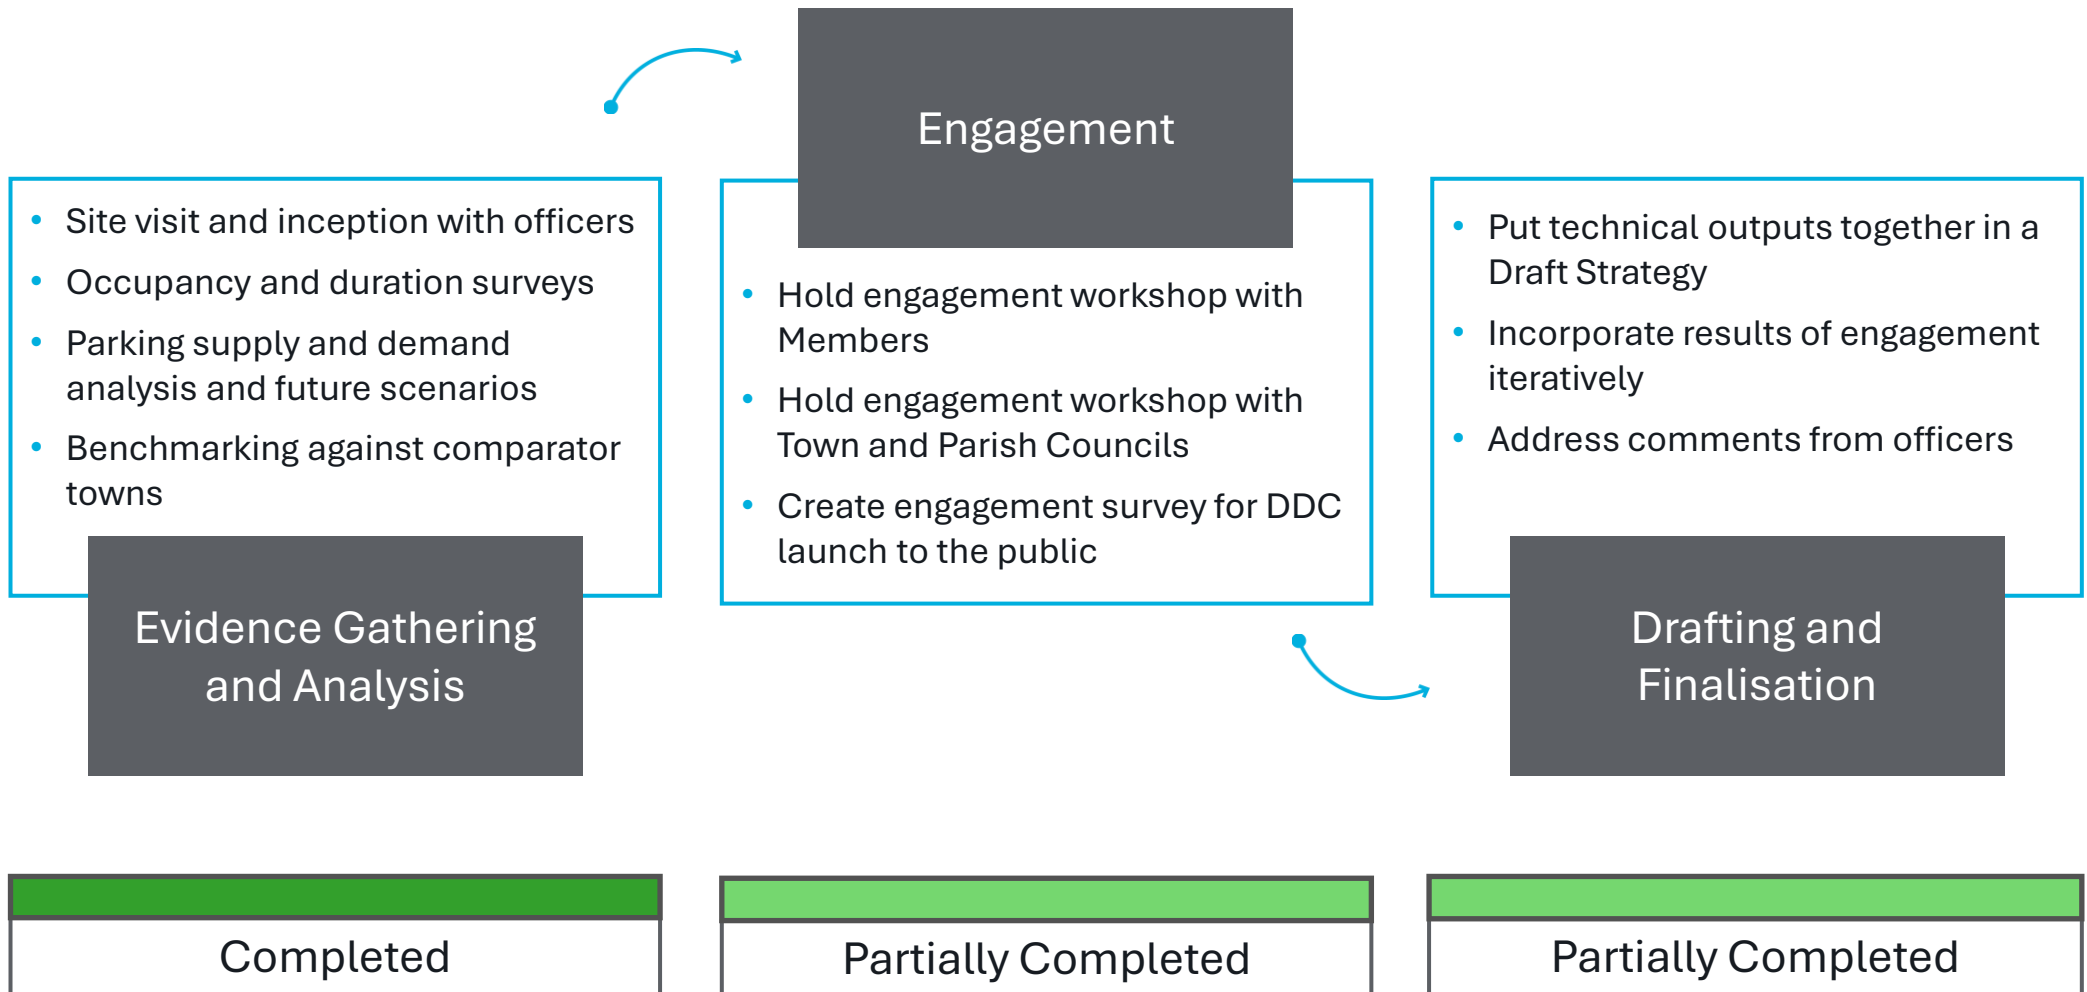 Engagement
• Site visit and inception with officers
• Occupancy and duration surveys
• Parking supply and demand
analysis and future scenarios
• Benchmarking against comparator
towns
Evidence Gathering
and Analysis
• Hold engagement workshop with
Members
• Hold engagement workshop with
Town and Parish Councils
• Create engagement survey for DDC
launch to the public
• Put technical outputs together in a
Draft Strategy
• Incorporate results of engagement
iteratively
• Address comments from officers
Drafting and
Finalisation
Completed
Partially Completed
Partially Completed